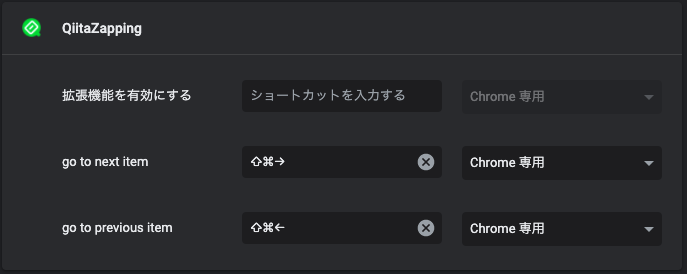 QiitaZapping
拡張機能を有効にする ショートカットを入力する Chrome 専用
go to next item ⇧⌘→ Chrome 専用
go to previous item ⇧⌘← Chrome 専用